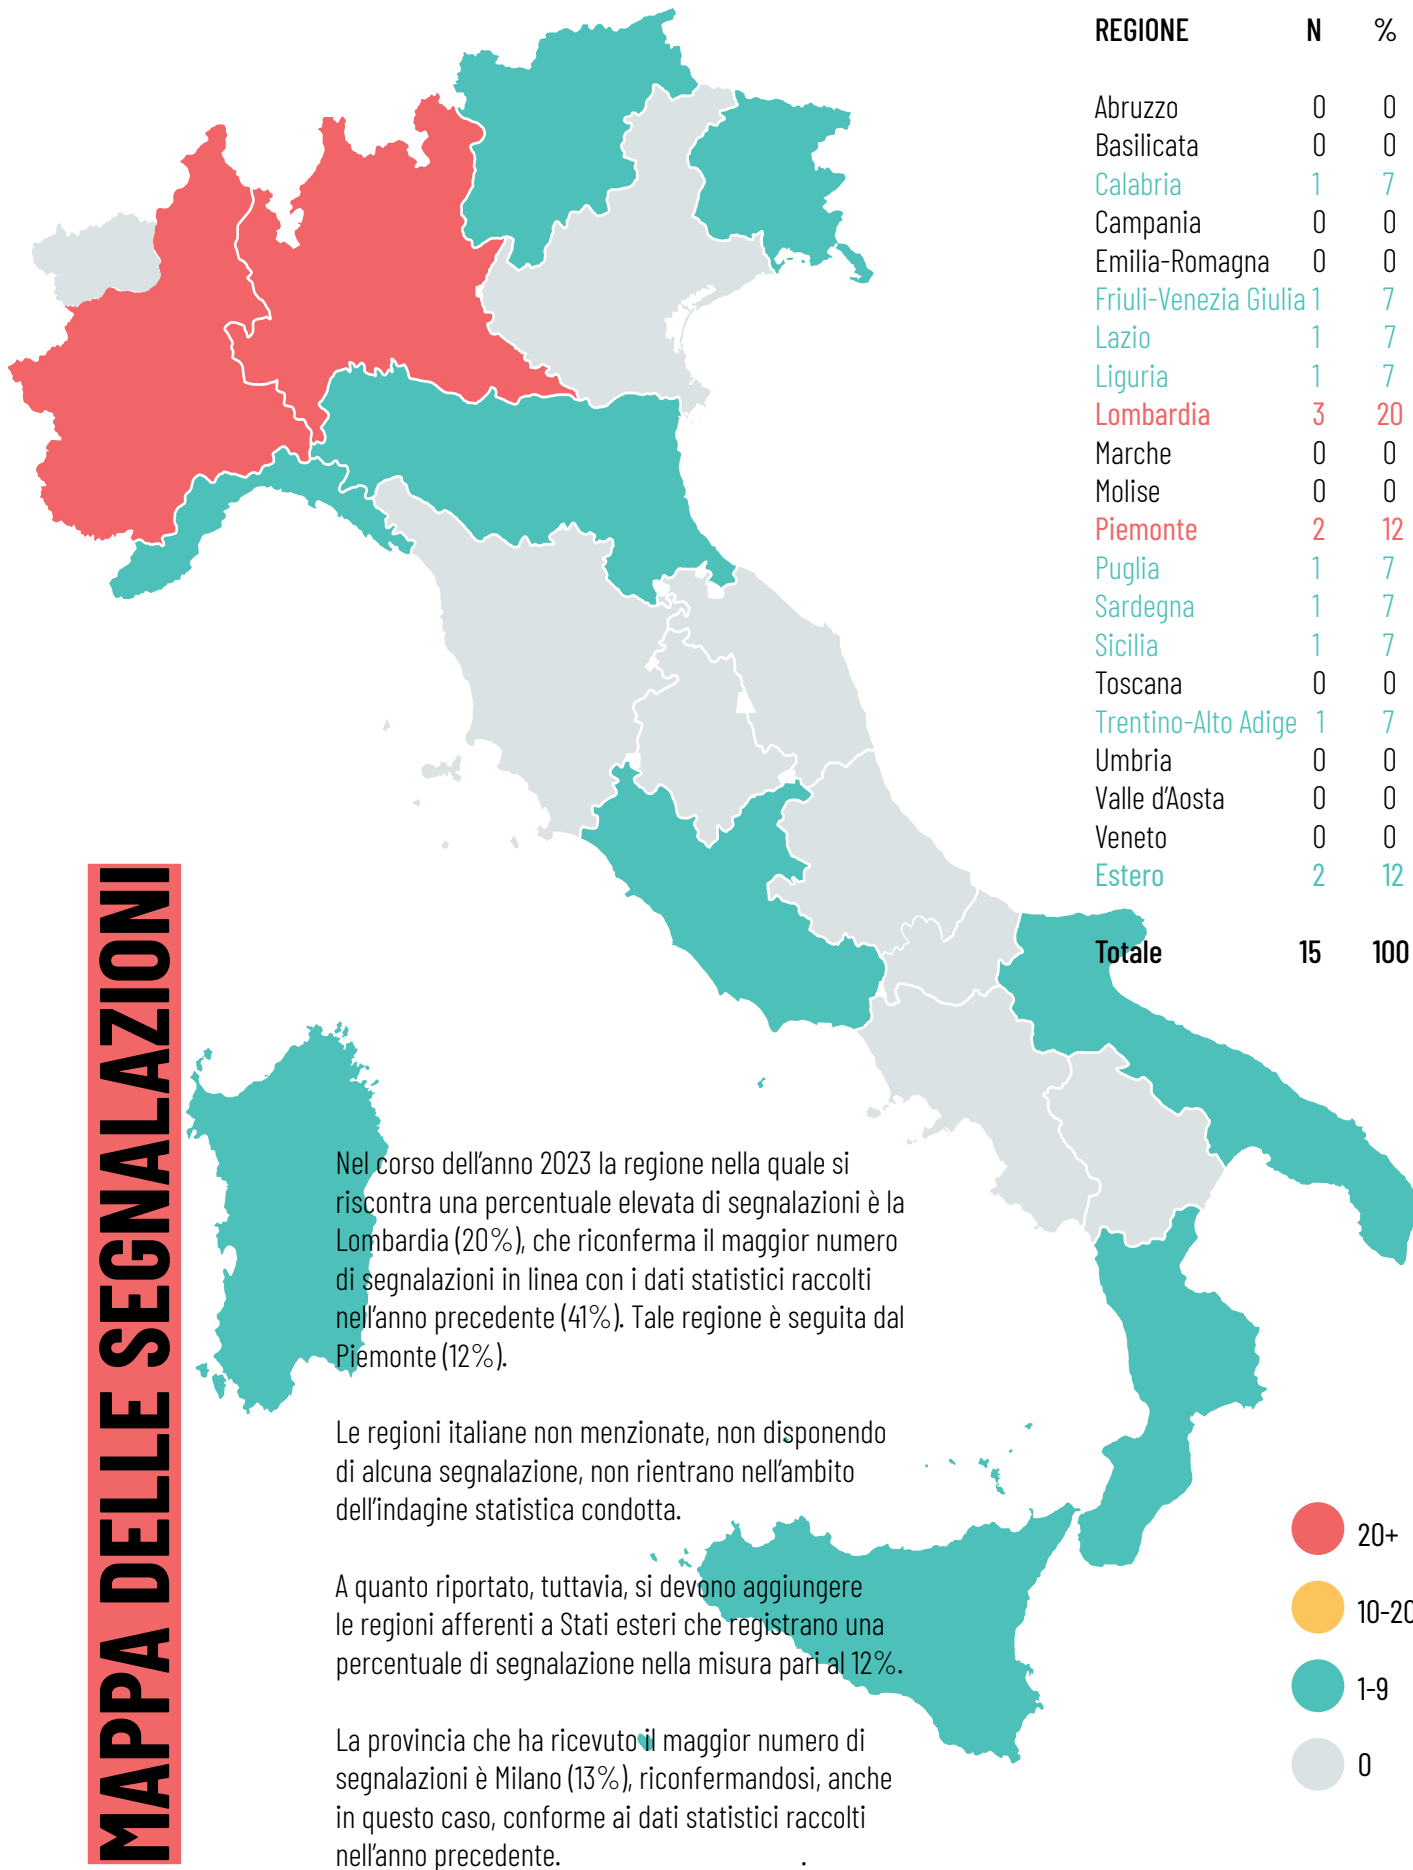 REGIONE N %
Abruzzo 0 0
Basilicata 0 0
Calabria 1 7
Campania 0 0
Emilia-Romagna 0 0
Friuli-Venezia Giulia 1 7
Lazio 1 7
Liguria 1 7
Lombardia 3 20
Marche 0 0
Molise 0 0
Piemonte 2 12
Puglia 1 7
Sardegna 1 7
Sicilia 1 7
Toscana 0 0
Trentino-Alto Adige 1 7
Umbria 0 0
Valle d'Aosta 0 0
Veneto 0 0
Estero 2 12
Totale 15 100
MAPPA DELLE SEGNALAZIONI
Nel corso dell'anno 2023 la regione nella quale si
riscontra una percentuale elevata di segnalazioni è la
Lombardia (20%), che riconferma il maggior numero
di segnalazioni in linea con i dati statistici raccolti
nell'anno precedente (41%). Tale regione è seguita dal
Piemonte (12%).
Le regioni italiane non menzionate, non disponendo
di alcuna segnalazione, non rientrano nell'ambito
dell'indagine statistica condotta.
A quanto riportato, tuttavia, si devono aggiungere
le regioni afferenti a Stati esteri che registrano una
percentuale di segnalazione nella misura pari al 12%.
La provincia che ha ricevuto il maggior numero di
segnalazioni è Milano (13%), riconfermandosi, anche
in questo caso, conforme ai dati statistici raccolti
nell'anno precedente. .
20+
10-20
1-9
0